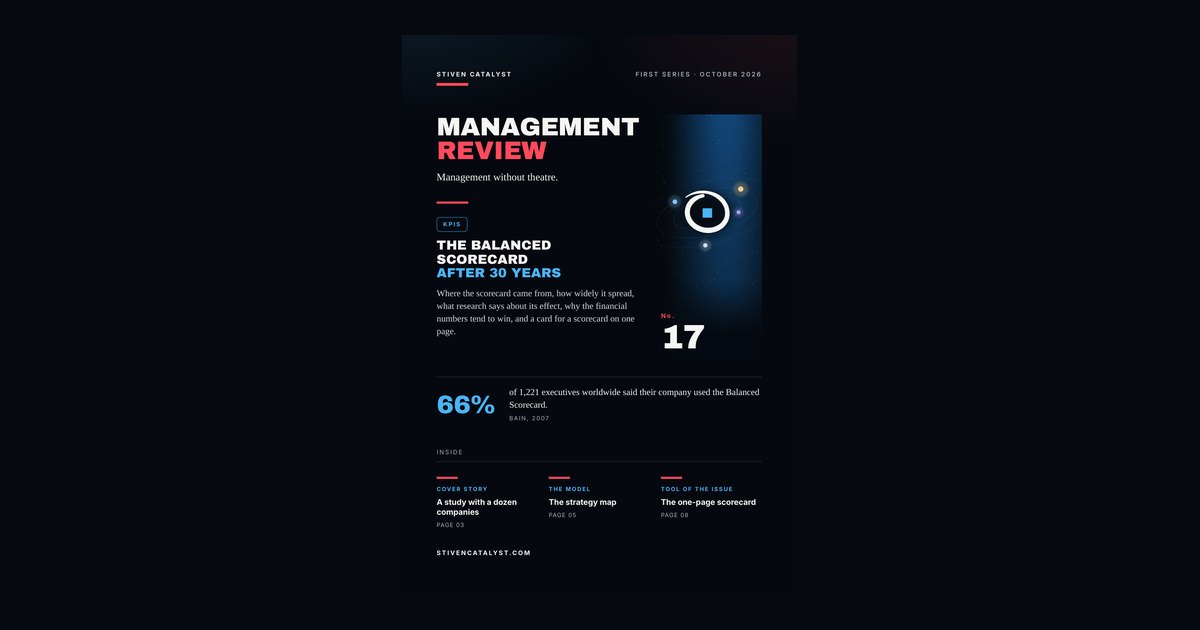 STIVEN CATALYST
FIRST SERIES · OCTOBER 2026
MANAGEMENT
REVIEW
Management without theatre.
KPIS
THE BALANCED
SCORECARD
AFTER 30 YEARS
Where the scorecard came from, how widely it spread,
what research says about its effect, why the financial
numbers tend to win, and a card for a scorecard on one
page.
No.
17
66%
of 1,221 executives worldwide said their company used the Balanced
Scorecard.
BAIN, 2007
INSIDE
COVER STORY
A study with a dozen
companies
PAGE 03
THE MODEL
The strategy map
PAGE 05
TOOL OF THE ISSUE
The one-page scorecard
PAGE 08
STIVENCATALYST.COM